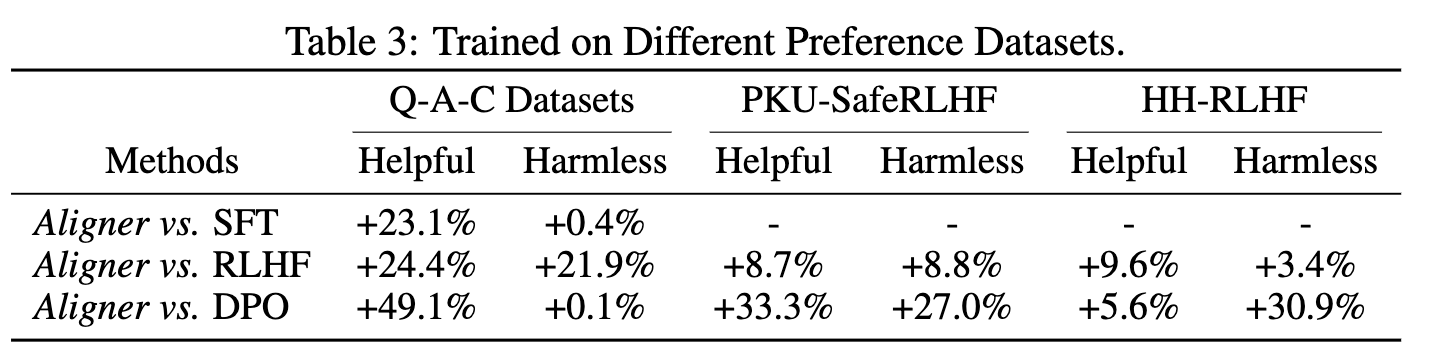 Table 3: Trained on Different Preference Datasets.
Q-A-C Datasets PKU-SafeRLHF HH-RLHF
Methods Helpful Harmless Helpful Harmless Helpful Harmless
Aligner vs. SFT +23.1% +0.4% - - - -
Aligner vs. RLHF +24.4% +21.9% +8.7% +8.8% +9.6% +3.4%
Aligner vs. DPO +49.1% +0.1% +33.3% +27.0% +5.6% +30.9%